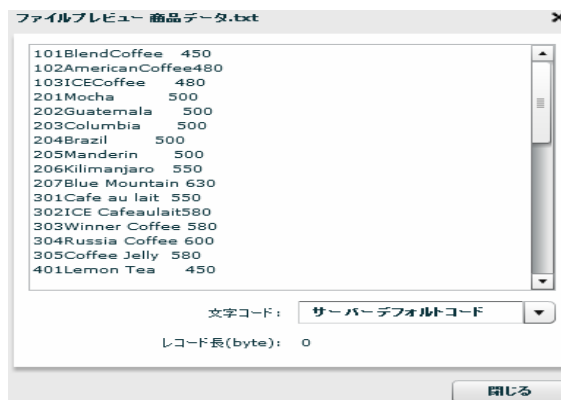 ファイルプレビュー 商品データ.txt
101BlendCoffee   450
102AmericanCoffee480
103ICECoffee     480
201Mocha         500
202Guatemala     500
203Columbia      500
204Brazil        500
205Manderin      500
206Kilimanjaro   550
207Blue Mountain 630
301Cafe au lait  550
302ICE Cafeaulait580
303Winner Coffee 580
304Russia Coffee 600
305Coffee Jelly  580
401Lemon Tea     450
文字コード: サーバーデフォルトコード
レコード長(byte): 0
閉じる